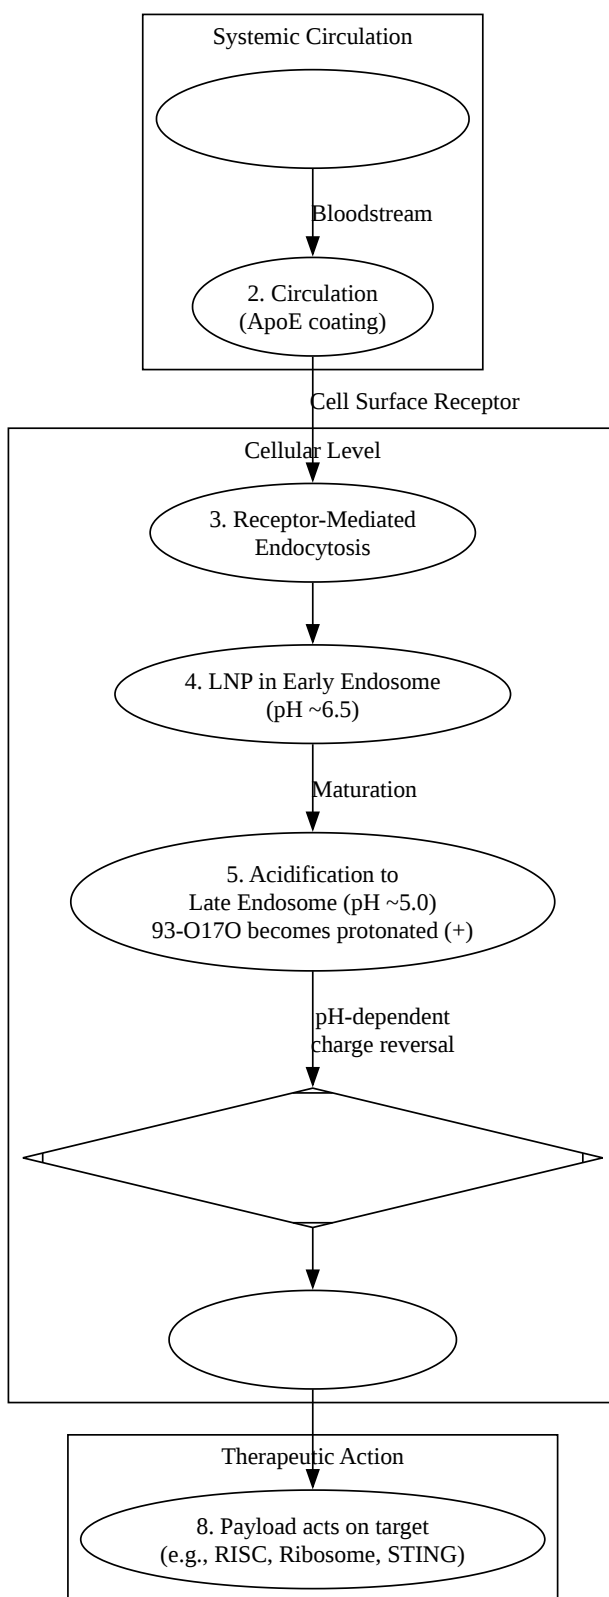 Systemic Circulation
Bloodstream
2. Circulation
(ApoE coating)
Cell Surface Receptor
Cellular Level
3. Receptor-Mediated
Endocytosis
4. LNP in Early Endosome
(pH ~6.5)
Maturation
5. Acidification to
Late Endosome (pH ~5.0)
93-O17O becomes protonated (+)
pH-dependent
charge reversal
Therapeutic Action
8. Payload acts on target
(e.g., RISC, Ribosome, STING)